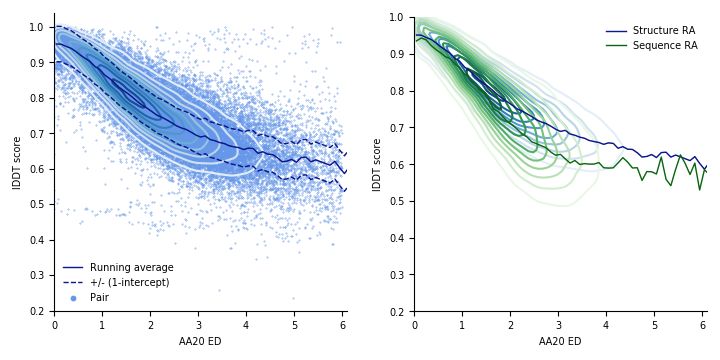 1.0
0.9
0.8
0.7
0.6
0.5
0.4
0.3
0.2
lDDT score
0 1 2 3 4 5 6
AA20 ED
Running average
+/- (1-intercept)
Pair
1.0
0.9
0.8
0.7
0.6
0.5
0.4
0.3
0.2
lDDT score
0 1 2 3 4 5 6
AA20 ED
Structure RA
Sequence RA